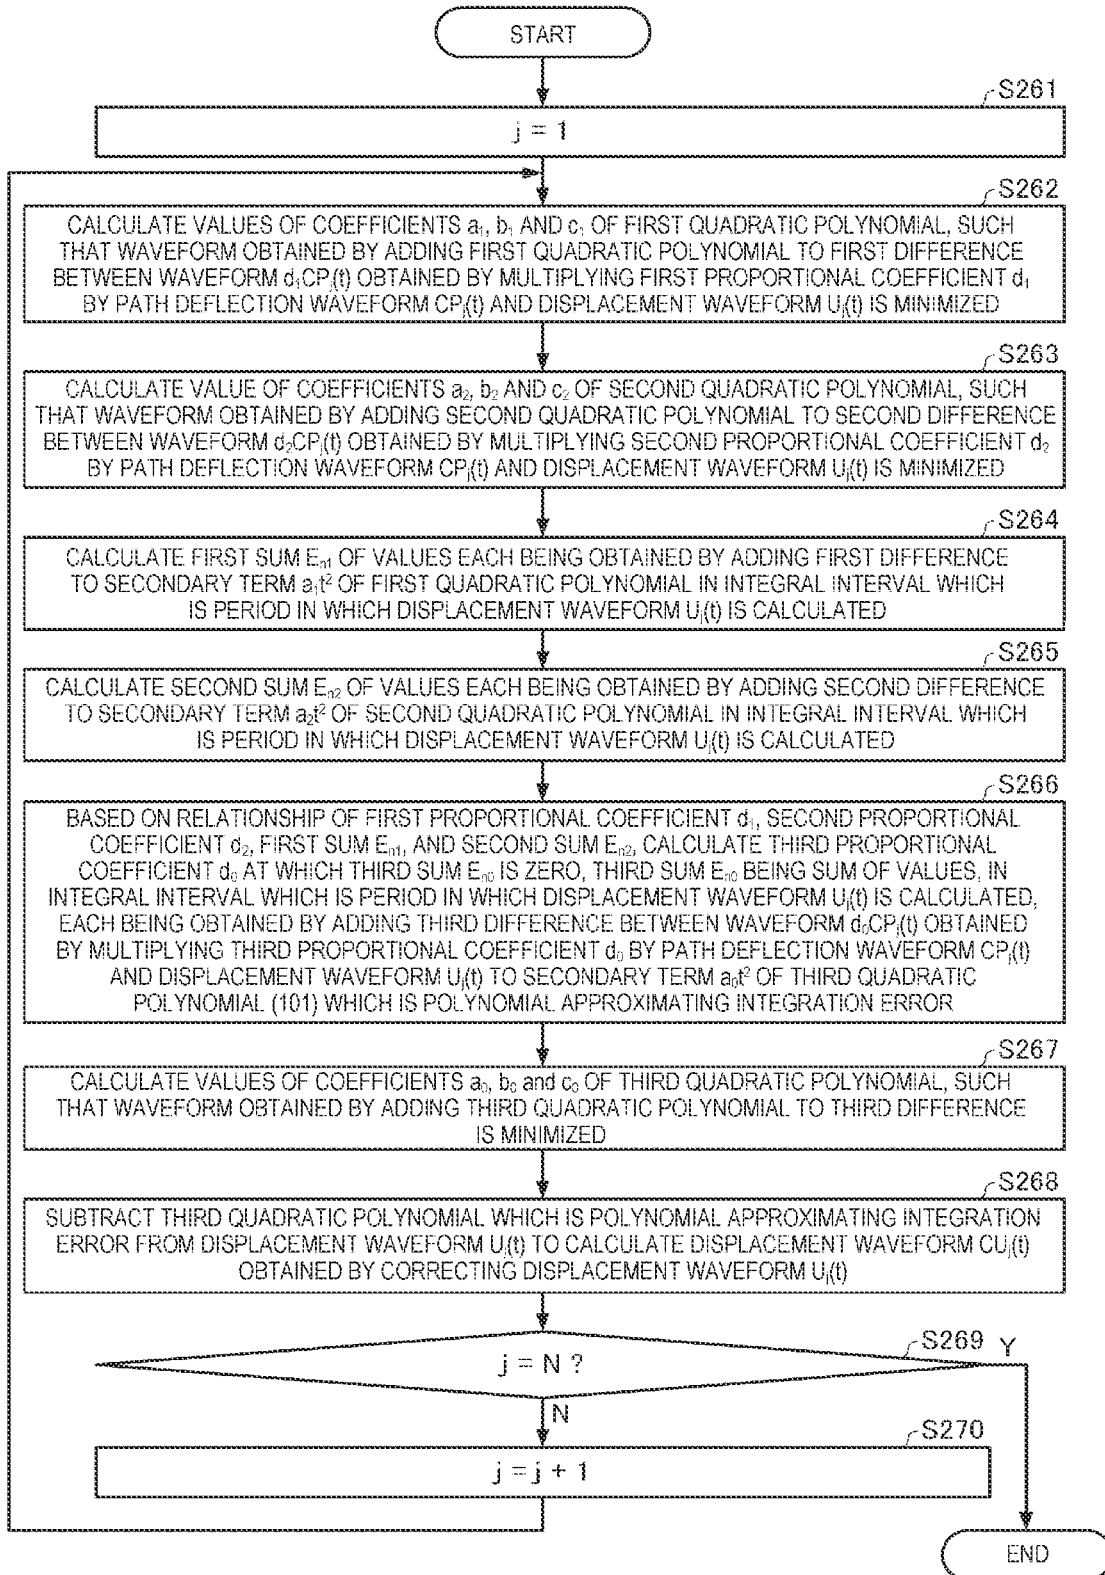 START
S261
j = 1
S262
CALCULATE VALUES OF COEFFICIENTS a₁, b₁ AND c₁ OF FIRST QUADRATIC POLYNOMIAL, SUCH
THAT WAVEFORM OBTAINED BY ADDING FIRST QUADRATIC POLYNOMIAL TO FIRST DIFFERENCE
BETWEEN WAVEFORM d₁CPⱼ(t) OBTAINED BY MULTIPLYING FIRST PROPORTIONAL COEFFICIENT d₁
BY PATH DEFLECTION WAVEFORM CPⱼ(t) AND DISPLACEMENT WAVEFORM Uⱼ(t) IS MINIMIZED
S263
CALCULATE VALUE OF COEFFICIENTS a₂, b₂ AND c₂ OF SECOND QUADRATIC POLYNOMIAL, SUCH
THAT WAVEFORM OBTAINED BY ADDING SECOND QUADRATIC POLYNOMIAL TO SECOND DIFFERENCE
BETWEEN WAVEFORM d₂CPⱼ(t) OBTAINED BY MULTIPLYING SECOND PROPORTIONAL COEFFICIENT d₂
BY PATH DEFLECTION WAVEFORM CPⱼ(t) AND DISPLACEMENT WAVEFORM Uⱼ(t) IS MINIMIZED
S264
CALCULATE FIRST SUM Eₙ₁ OF VALUES EACH BEING OBTAINED BY ADDING FIRST DIFFERENCE
TO SECONDARY TERM a₁t² OF FIRST QUADRATIC POLYNOMIAL IN INTEGRAL INTERVAL WHICH
IS PERIOD IN WHICH DISPLACEMENT WAVEFORM Uⱼ(t) IS CALCULATED
S265
CALCULATE SECOND SUM Eₙ₂ OF VALUES EACH BEING OBTAINED BY ADDING SECOND DIFFERENCE
TO SECONDARY TERM a₂t² OF SECOND QUADRATIC POLYNOMIAL IN INTEGRAL INTERVAL WHICH
IS PERIOD IN WHICH DISPLACEMENT WAVEFORM Uⱼ(t) IS CALCULATED
S266
BASED ON RELATIONSHIP OF FIRST PROPORTIONAL COEFFICIENT d₁, SECOND PROPORTIONAL
COEFFICIENT d₂, FIRST SUM Eₙ₁, AND SECOND SUM Eₙ₂, CALCULATE THIRD PROPORTIONAL
COEFFICIENT d₀ AT WHICH THIRD SUM Eₙ₀ IS ZERO, THIRD SUM Eₙ₀ BEING SUM OF VALUES, IN
INTEGRAL INTERVAL WHICH IS PERIOD IN WHICH DISPLACEMENT WAVEFORM Uⱼ(t) IS CALCULATED,
EACH BEING OBTAINED BY ADDING THIRD DIFFERENCE BETWEEN WAVEFORM d₀CPⱼ(t) OBTAINED
BY MULTIPLYING THIRD PROPORTIONAL COEFFICIENT d₀ BY PATH DEFLECTION WAVEFORM CPⱼ(t)
AND DISPLACEMENT WAVEFORM Uⱼ(t) TO SECONDARY TERM a₀t² OF THIRD QUADRATIC
POLYNOMIAL (101) WHICH IS POLYNOMIAL APPROXIMATING INTEGRATION ERROR
S267
CALCULATE VALUES OF COEFFICIENTS a₀, b₀ and c₀ OF THIRD QUADRATIC POLYNOMIAL, SUCH
THAT WAVEFORM OBTAINED BY ADDING THIRD QUADRATIC POLYNOMIAL TO THIRD DIFFERENCE
IS MINIMIZED
S268
SUBTRACT THIRD QUADRATIC POLYNOMIAL WHICH IS POLYNOMIAL APPROXIMATING INTEGRATION
ERROR FROM DISPLACEMENT WAVEFORM Uⱼ(t) TO CALCULATE DISPLACEMENT WAVEFORM CUⱼ(t)
OBTAINED BY CORRECTING DISPLACEMENT WAVEFORM Uⱼ(t)
S269
Y
j = N ?
N
S270
j = j + 1
END